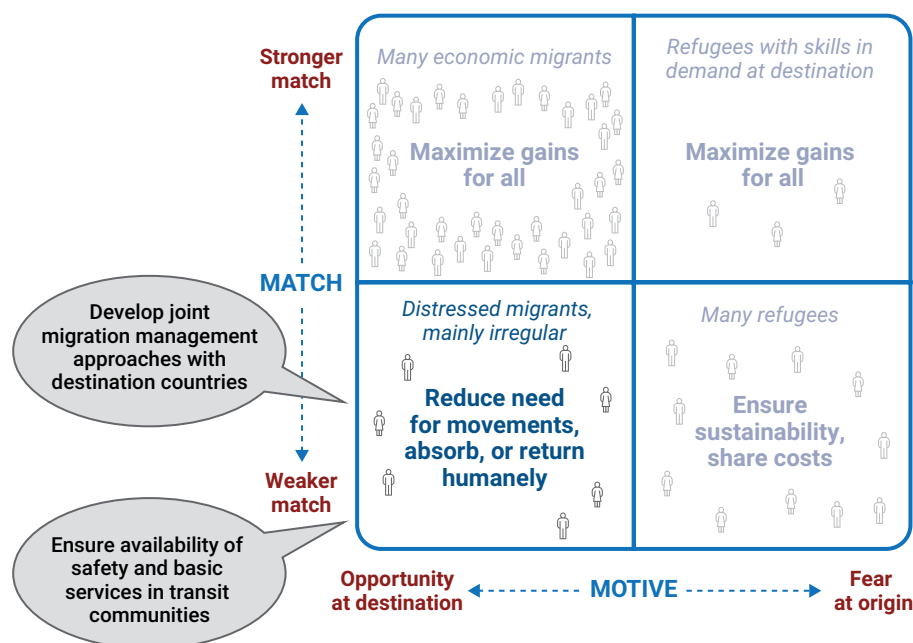 Stronger
match
Many economic migrants
Maximize gains
for all
Refugees with skills in
demand at destination
Maximize gains
for all
MATCH
Develop joint
migration management
approaches with
destination countries
Distressed migrants,
mainly irregular
Reduce need
for movements,
absorb, or return
humanely
Many refugees
Ensure
sustainability,
share costs
Weaker
match
Ensure availability of
safety and basic
services in transit
communities
Opportunity
at destination
MOTIVE
Fear
at origin